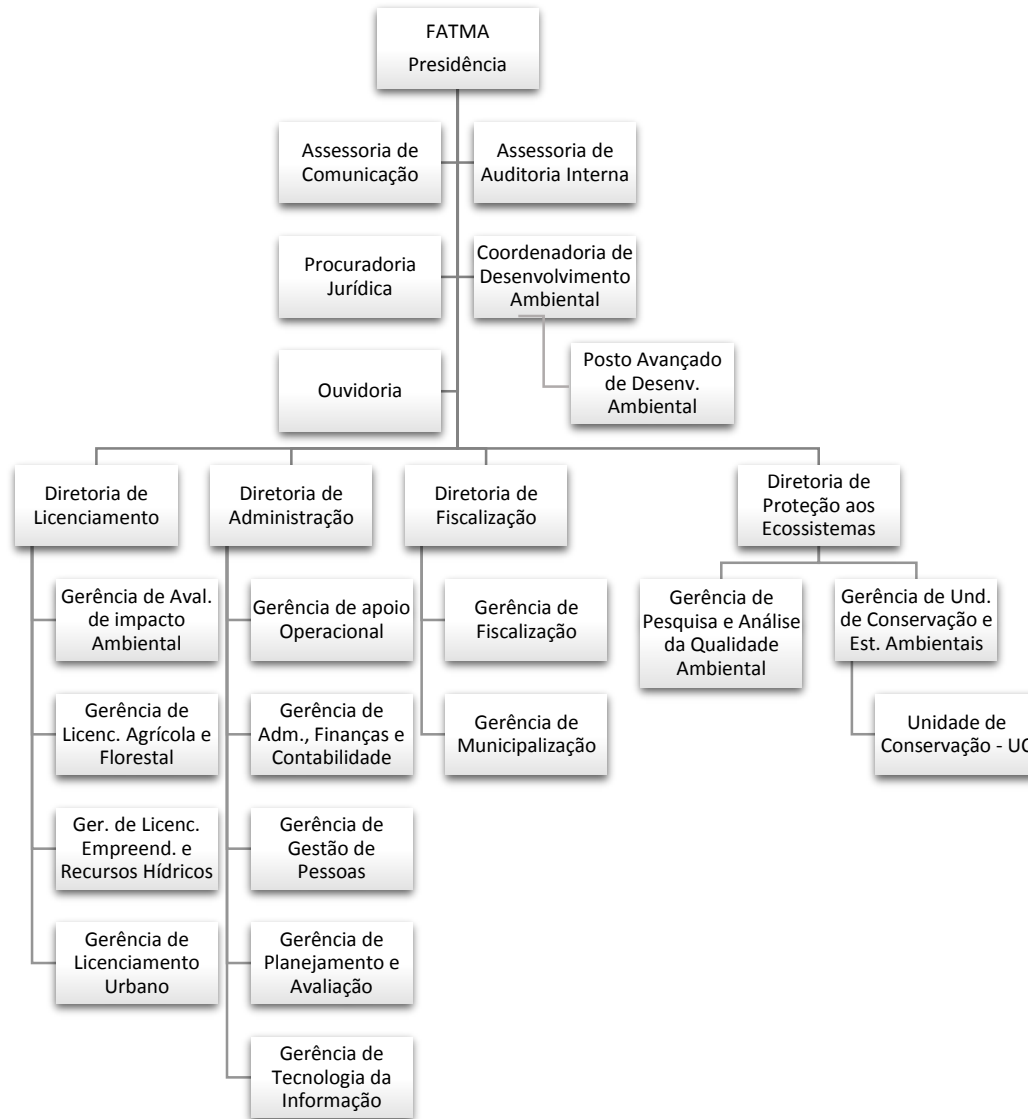 FATMA
Presidência
Assessoria de
Comunicação
Assessoria de
Auditoria Interna
Procuradoria
Jurídica
Coordenadoria de
Desenvolvimento
Ambiental
Posto Avançado
de Desenv.
Ambiental
Ouvidoria
Diretoria de
Licenciamento
Gerência de Aval.
de impacto
Ambiental
Gerência de
Licenc. Agrícola e
Florestal
Ger. de Licenc.
Empreend. e
Recursos Hídricos
Gerência de
Licenciamento
Urbano
Diretoria de
Administração
Gerência de apoio
Operacional
Gerência de
Adm., Finanças e
Contabilidade
Gerência de
Gestão de
Pessoas
Gerência de
Planejamento e
Avaliação
Gerência de
Tecnologia da
Informação
Diretoria de
Fiscalização
Gerência de
Fiscalização
Gerência de
Municipalização
Diretoria de
Proteção aos
Ecossistemas
Gerência de
Pesquisa e Análise
da Qualidade
Ambiental
Gerência de Und.
de Conservação e
Est. Ambientais
Unidade de
Conservação - UC